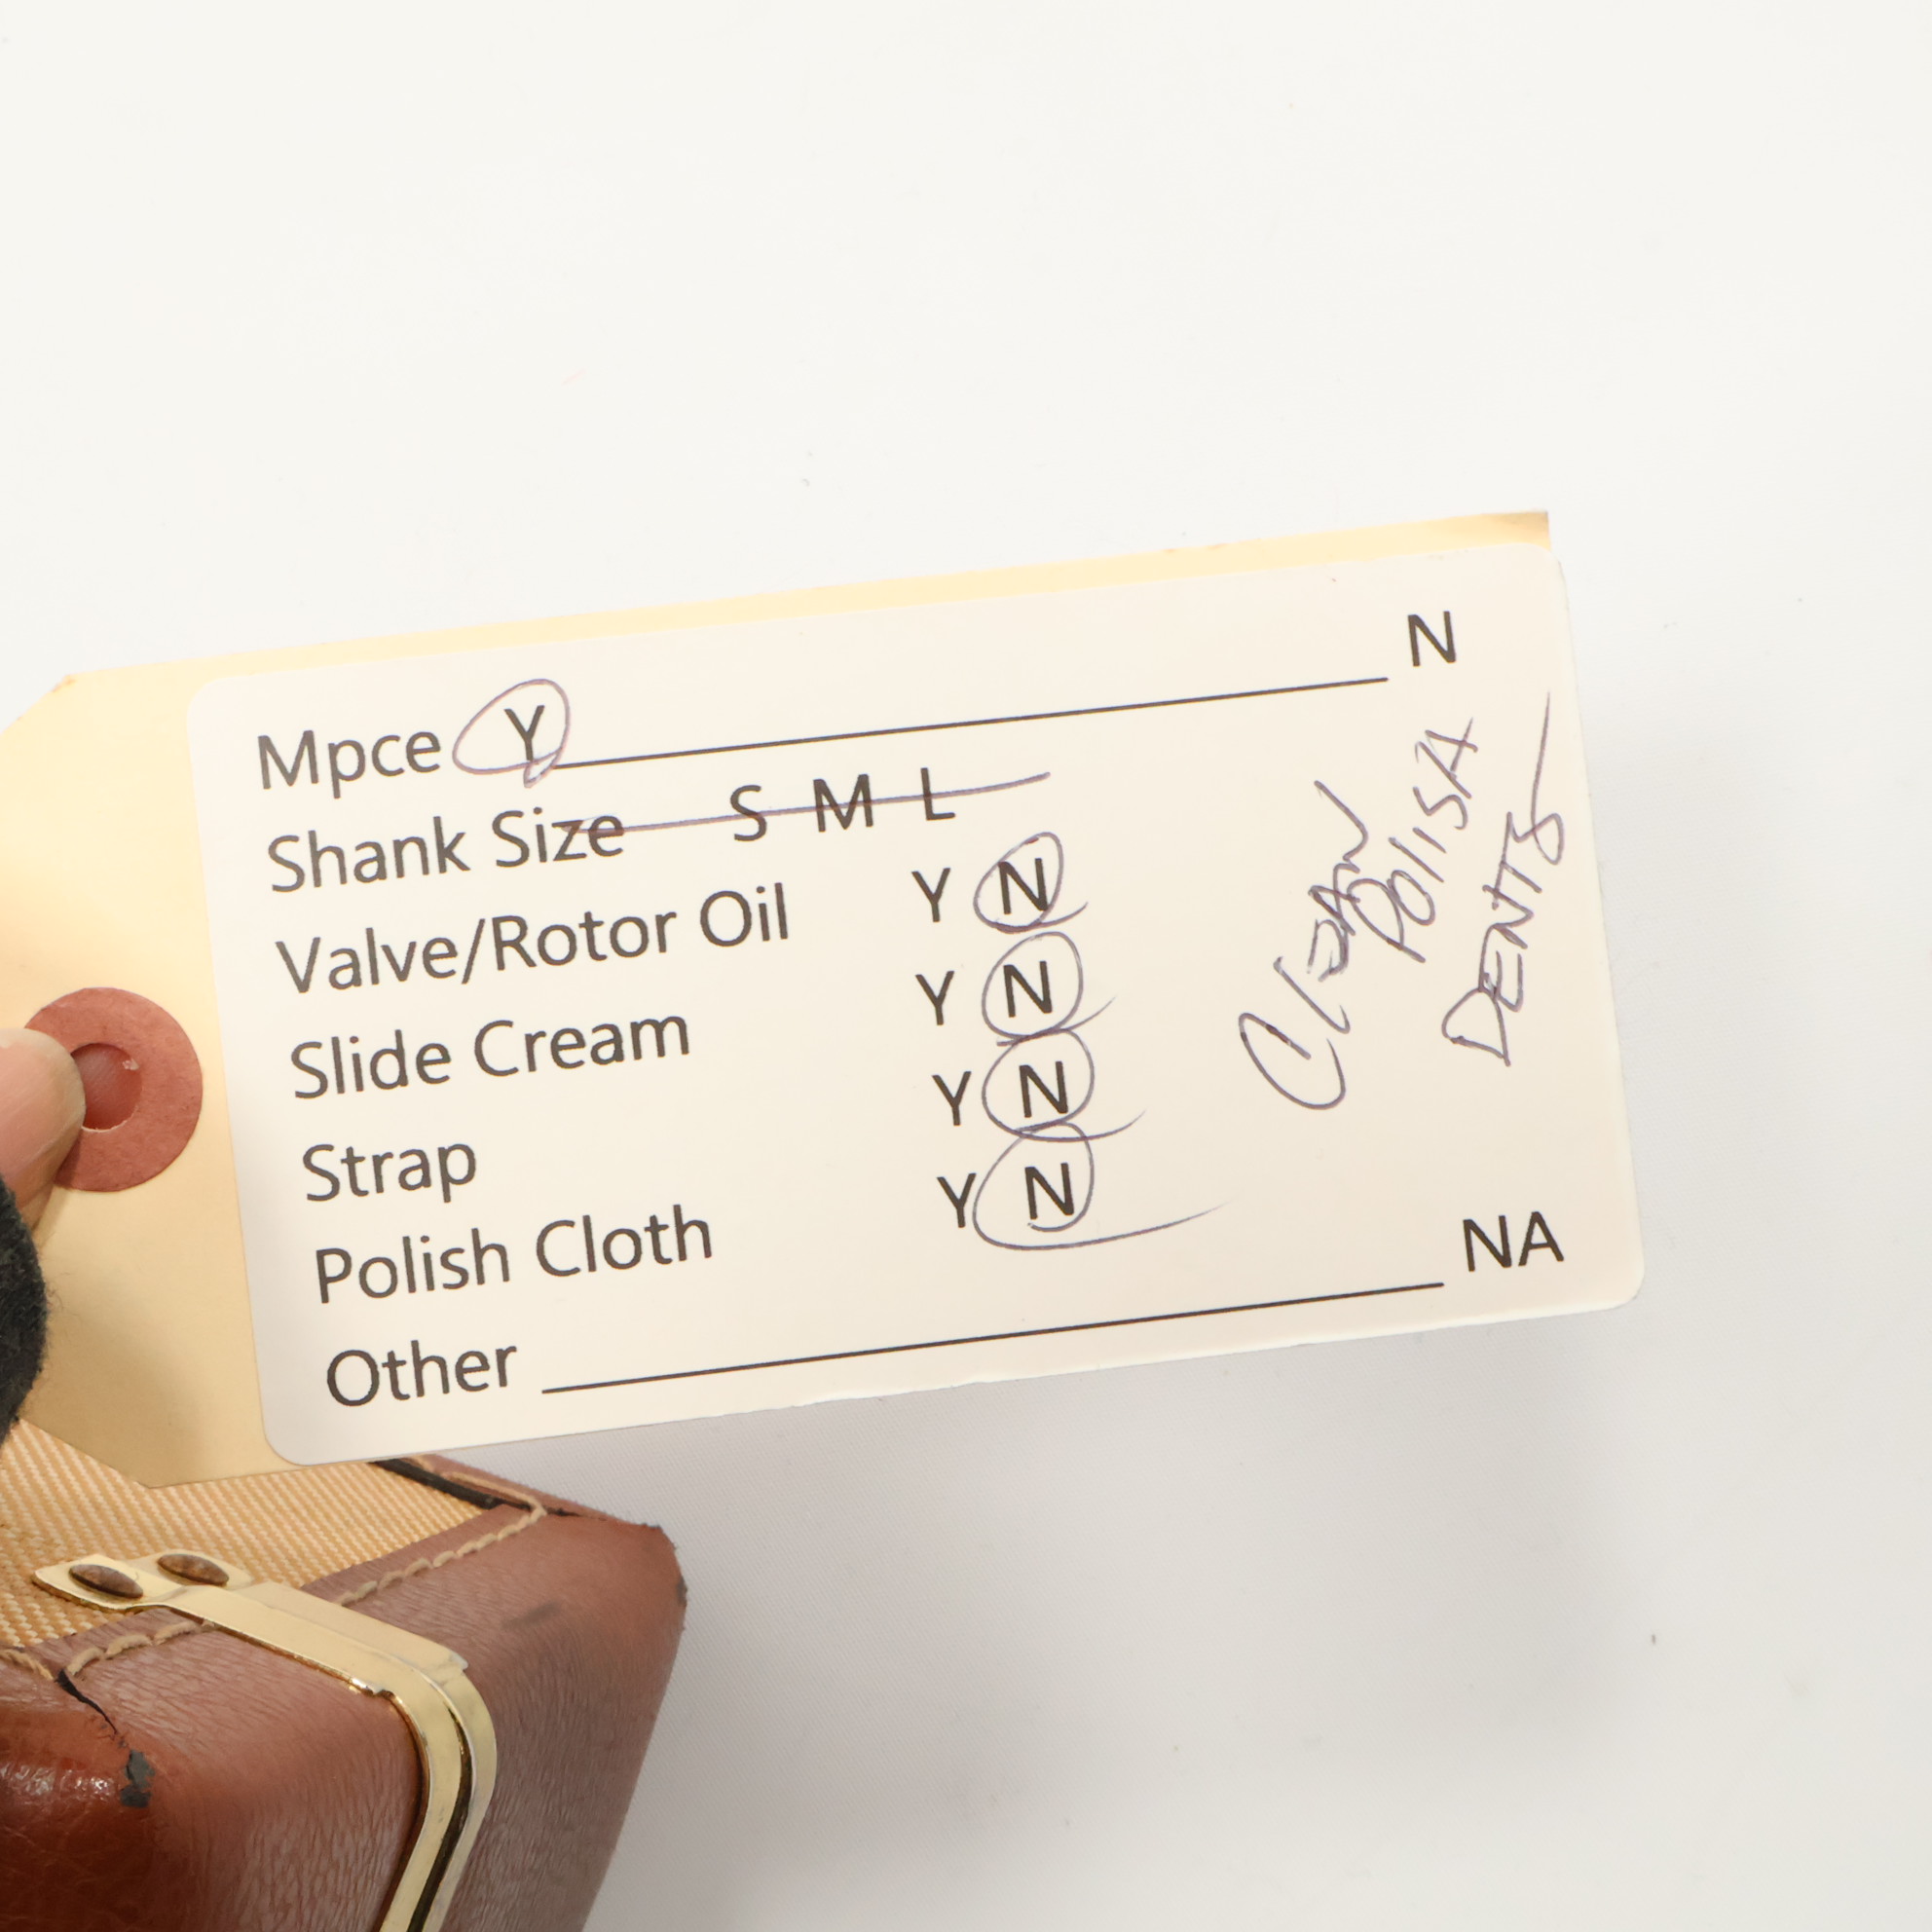 Mpce Y N
Shank Size S M L
Valve/Rotor Oil Y N
Slide Cream Y N
Strap Y N
Polish Cloth Y N
Other NA
ClEAN
POlISH
DENTS